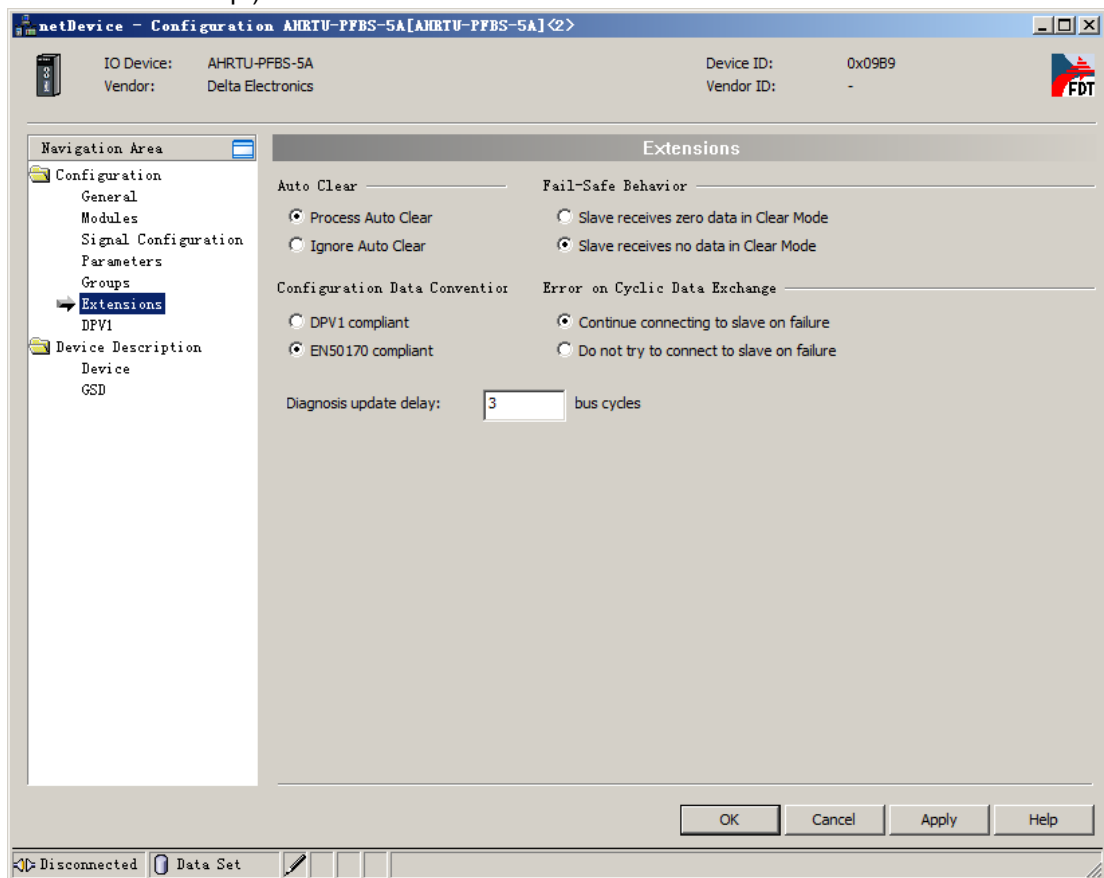 netDevice - Configuration AHRTU-PFBS-5A[AHRTU-PFBS-5A]<2>
IO Device: AHRTU-PFBS-5A Device ID: 0x09B9
Vendor: Delta Electronics Vendor ID: -
FDT
Navigation Area
Extensions
Configuration
General
Modules
Signal Configuration
Parameters
Groups
Extensions
DPV1
Device Description
Device
GSD
Auto Clear
Process Auto Clear
Ignore Auto Clear
Fail-Safe Behavior
Slave receives zero data in Clear Mode
Slave receives no data in Clear Mode
Configuration Data Convention
DPV1 compliant
EN50170 compliant
Error on Cyclic Data Exchange
Continue connecting to slave on failure
Do not try to connect to slave on failure
Diagnosis update delay: 3 bus cycles
OK Cancel Apply Help
Disconnected Data Set